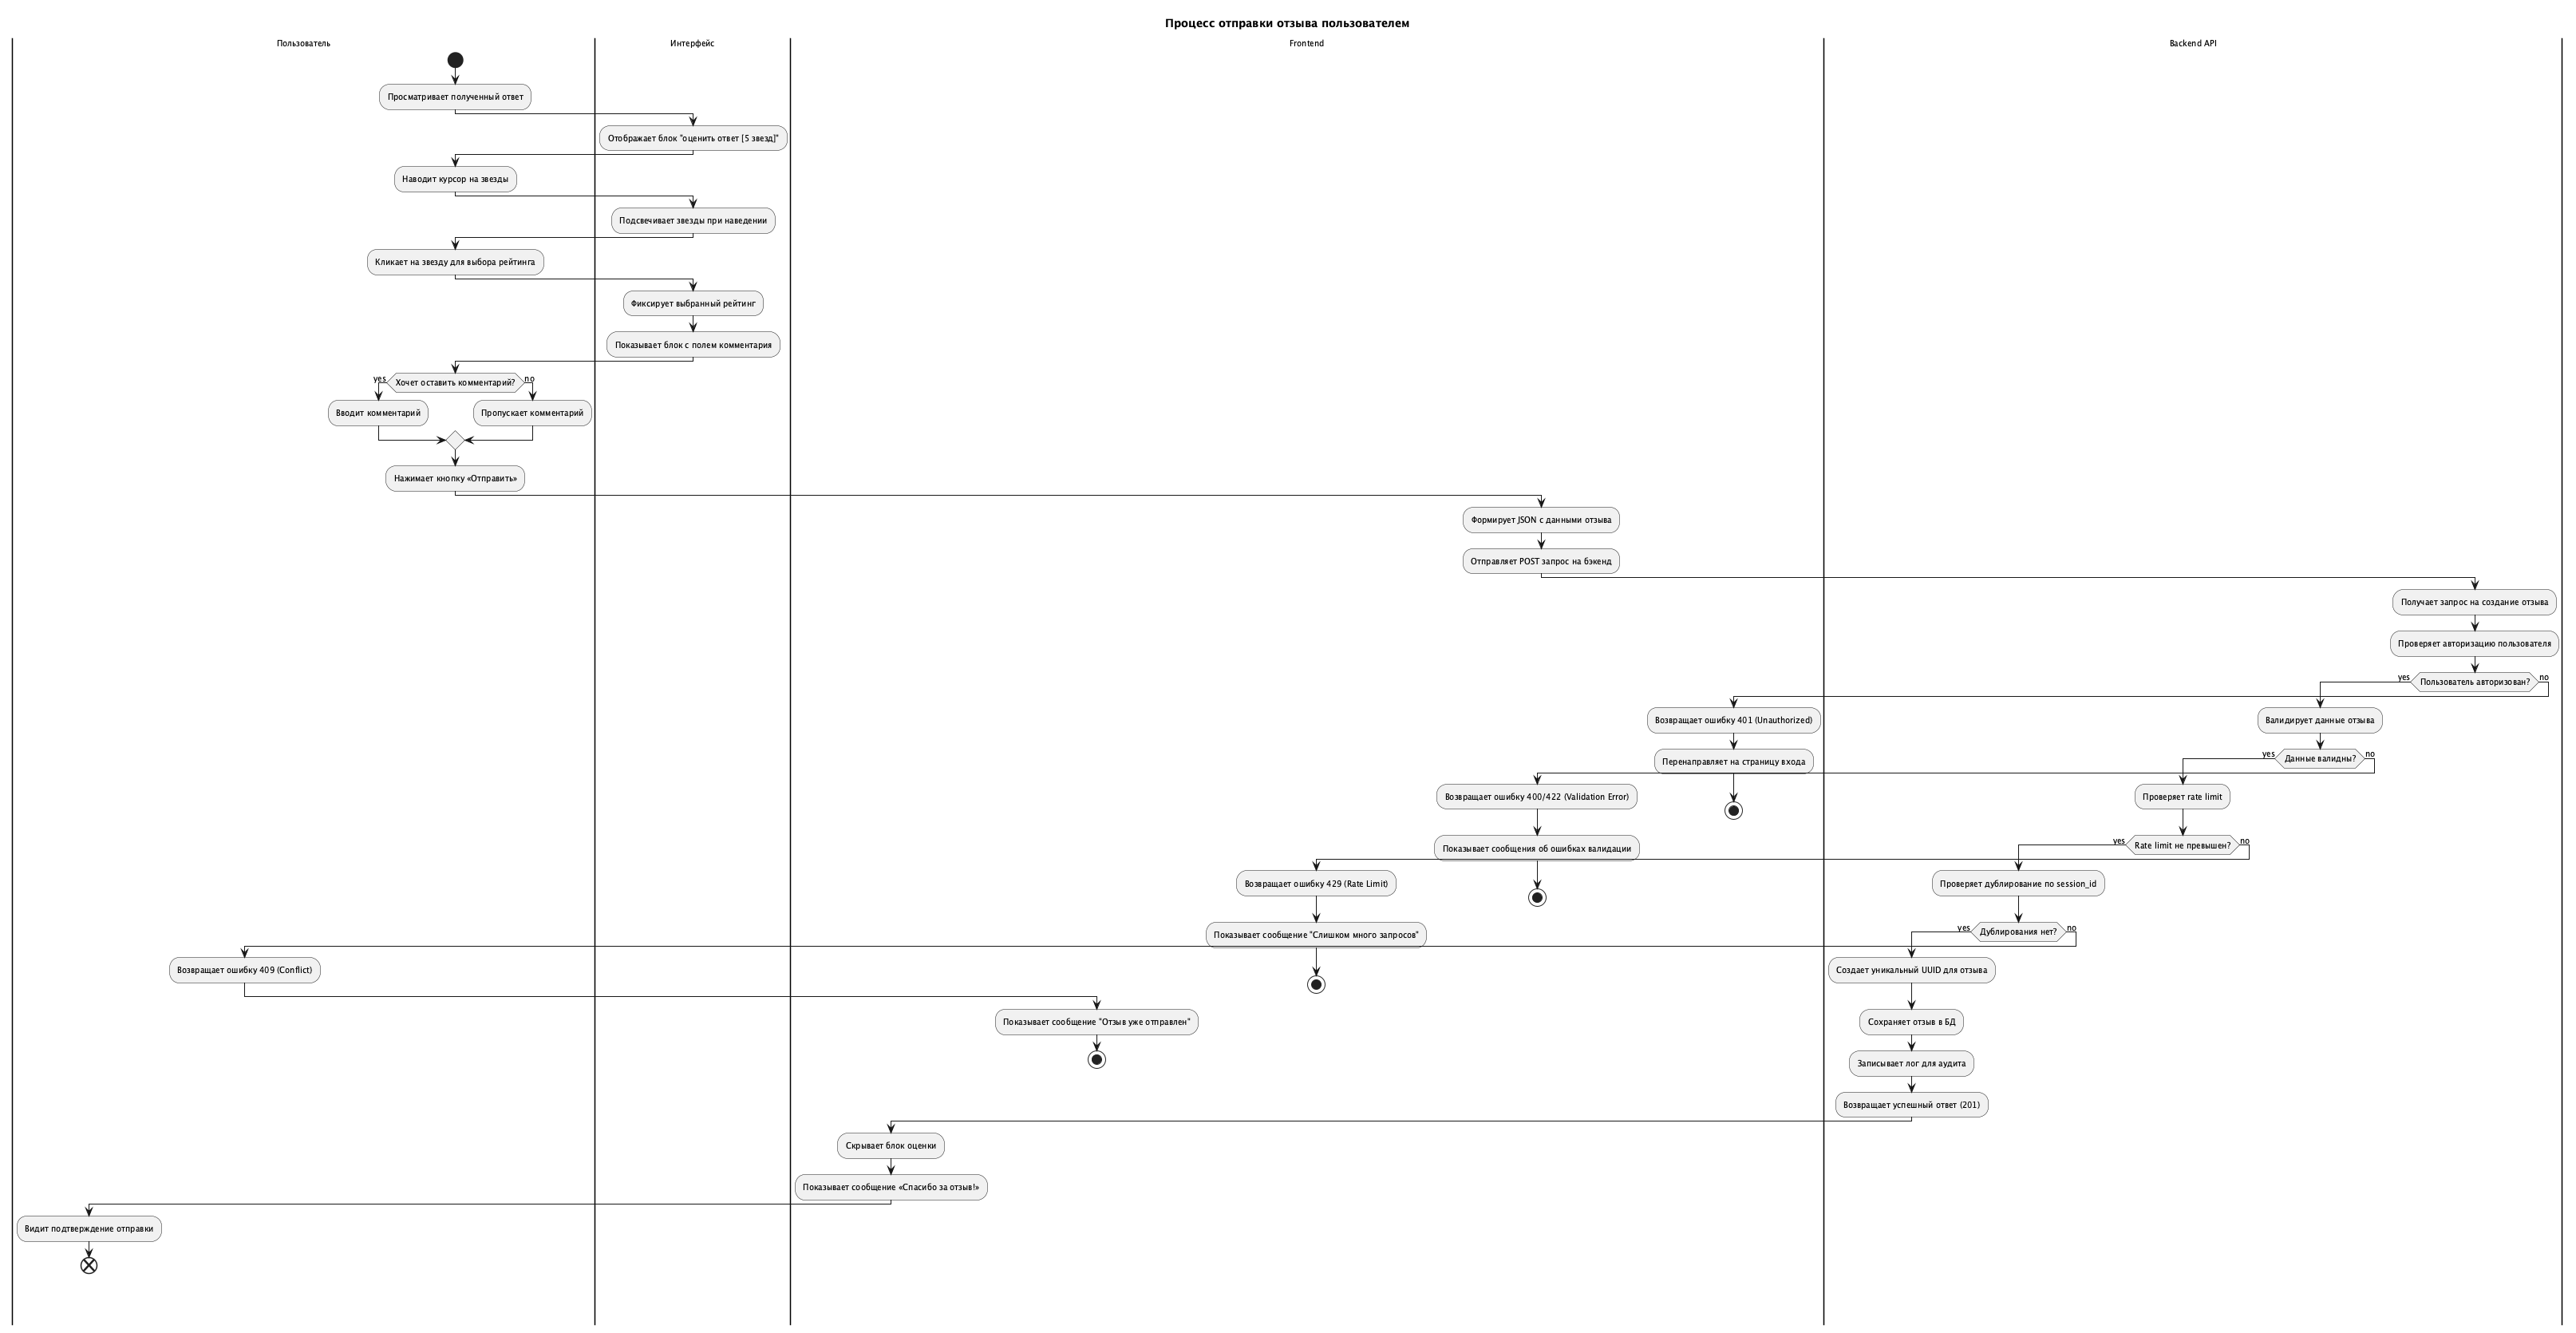 Процесс отправки отзыва пользователем
Пользователь
Интерфейс
Frontend
Backend API
Просматривает полученный ответ
Отображает блок "оценить ответ [5 звезд]"
Наводит курсор на звезды
Подсвечивает звезды при наведении
Кликает на звезду для выбора рейтинга
Фиксирует выбранный рейтинг
Показывает блок с полем комментария
yes
Хочет оставить комментарий?
no
Вводит комментарий
Пропускает комментарий
Нажимает кнопку «Отправить»
Формирует JSON с данными отзыва
Отправляет POST запрос на бэкенд
Получает запрос на создание отзыва
Проверяет авторизацию пользователя
yes
Пользователь авторизован?
no
Возвращает ошибку 401 (Unauthorized)
Валидирует данные отзыва
Перенаправляет на страницу входа
yes
Данные валидны?
no
Возвращает ошибку 400/422 (Validation Error)
Проверяет rate limit
Показывает сообщения об ошибках валидации
yes
Rate limit не превышен?
no
Возвращает ошибку 429 (Rate Limit)
Проверяет дублирование по session_id
Показывает сообщение "Слишком много запросов"
yes
Дублирования нет?
no
Возвращает ошибку 409 (Conflict)
Создает уникальный UUID для отзыва
Показывает сообщение "Отзыв уже отправлен"
Сохраняет отзыв в БД
Записывает лог для аудита
Возвращает успешный ответ (201)
Скрывает блок оценки
Показывает сообщение «Спасибо за отзыв!»
Видит подтверждение отправки